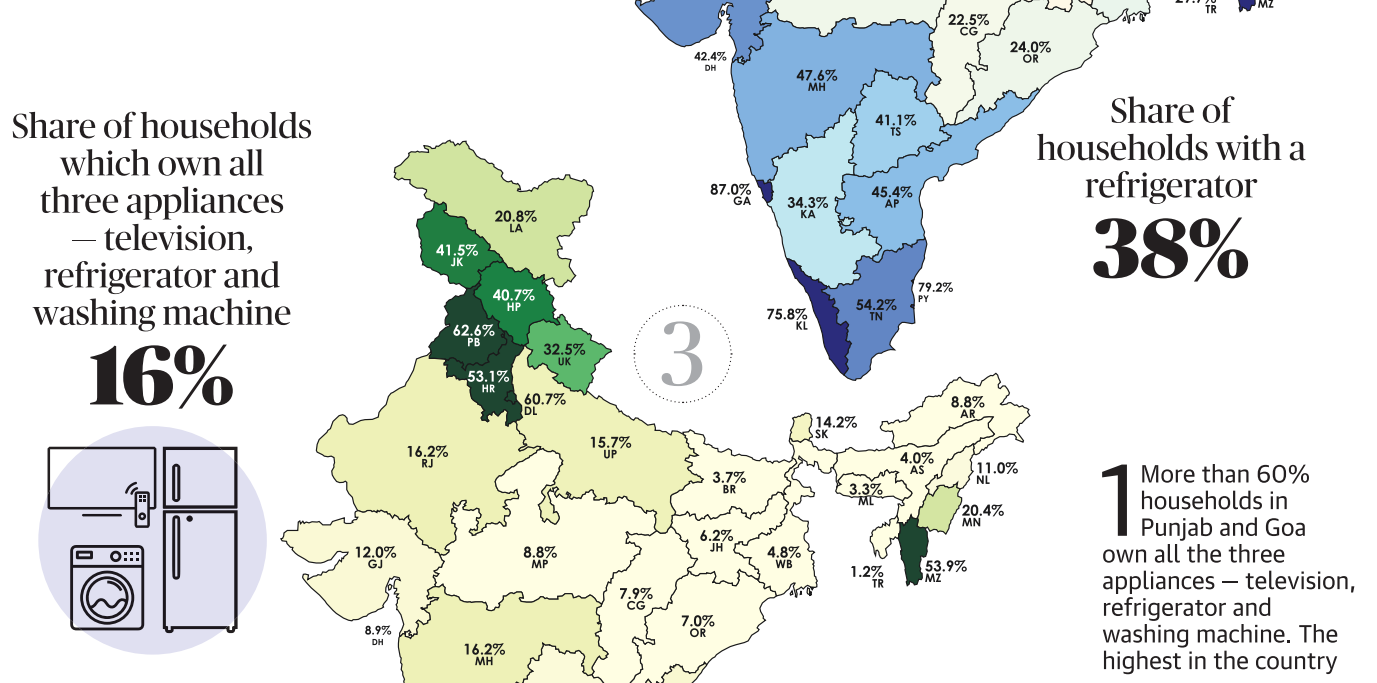 27.7%
TR
MZ
22.5%
CG
24.0%
OR
42.4%
DH
47.6%
MH
41.1%
TS
87.0%
GA
34.3%
KA
45.4%
AP
79.2%
PY
75.8%
KL
54.2%
TN
Share of
households with a
refrigerator
38%
Share of households
which own all
three appliances
— television,
refrigerator and
washing machine
16%
3
20.8%
LA
41.5%
JK
40.7%
HP
62.6%
PB
32.5%
UK
53.1%
HR
60.7%
DL
16.2%
RJ
15.7%
UP
14.2%
SK
8.8%
AR
4.0%
AS
11.0%
NL
3.7%
BR
3.3%
ML
20.4%
MN
12.0%
GJ
8.8%
MP
6.2%
JH
4.8%
WB
1.2%
TR
53.9%
MZ
7.9%
CG
7.0%
OR
8.9%
DH
16.2%
MH
1 More than 60%
households in
Punjab and Goa
own all the three
appliances — television,
refrigerator and
washing machine. The
highest in the country